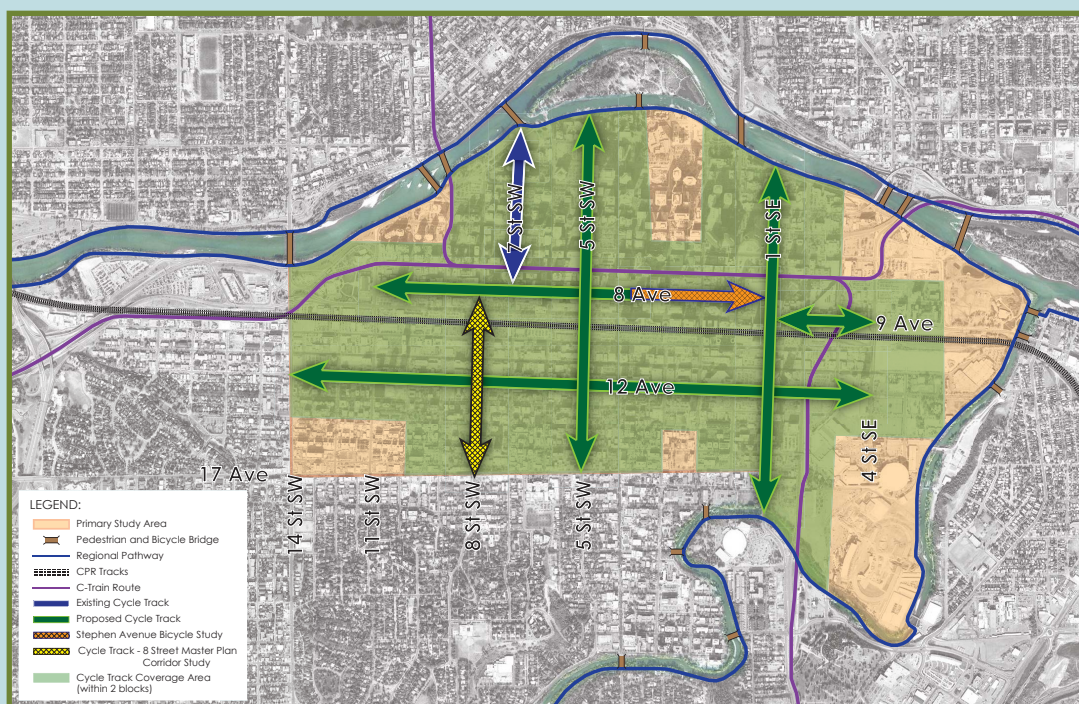 7 St SW
5 St SW
1 St SE
8 Ave
9 Ave
12 Ave
4 St SE
17 Ave
14 St SW
11 St SW
8 St SW
5 St SW
LEGEND:
Primary Study Area
Pedestrian and Bicycle Bridge
Regional Pathway
CPR Tracks
C-Train Route
Existing Cycle Track
Proposed Cycle Track
Stephen Avenue Bicycle Study
Cycle Track - 8 Street Master Plan
Corridor Study
Cycle Track Coverage Area
(within 2 blocks)